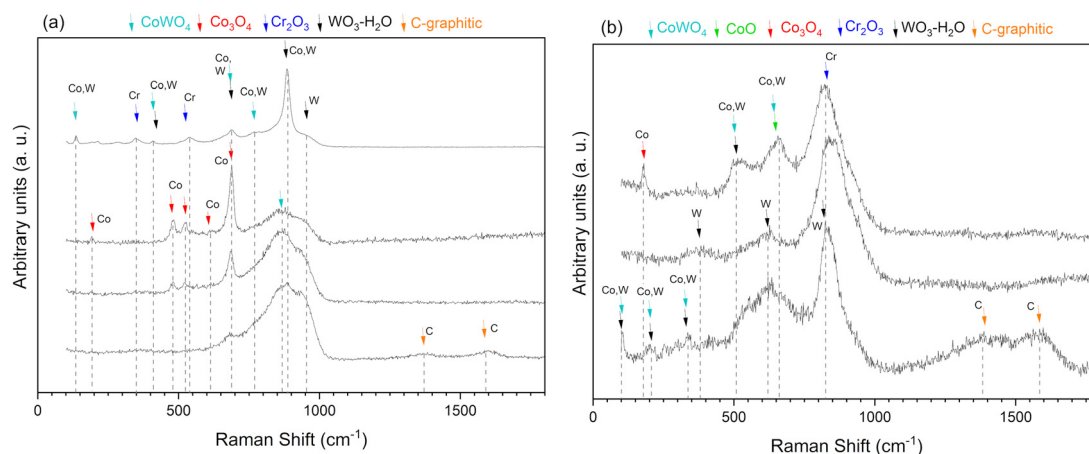 (a)
CoWO₄ Co₃O₄ Cr₂O₃ WO₃-H₂O C-graphitic
Co,W
Cr
Co,W
Cr
Co,
W
Co,W
Co,W
W
Co
Co
Co
Co
C
C
Arbitrary units (a. u.)
0 500 1000 1500
Raman Shift (cm⁻¹)
(b)
CoWO₄ CoO Co₃O₄ Cr₂O₃ WO₃-H₂O C-graphitic
Co
Co,W
Co,W
Cr
W
W
W
Co,W
Co,W
Co,W
C
C
Arbitrary units (a. u.)
0 500 1000 1500
Raman Shift (cm⁻¹)